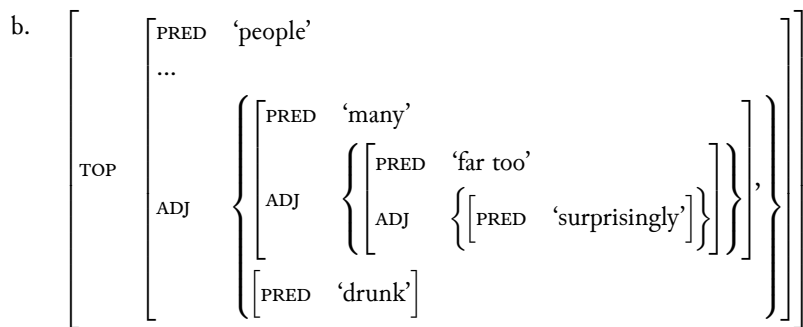 b.
PRED ‘people’
...
PRED ‘many’
PRED ‘far too’
TOP
ADJ
ADJ
ADJ ‎{[PRED ‘surprisingly’]}
,
[PRED ‘drunk’]